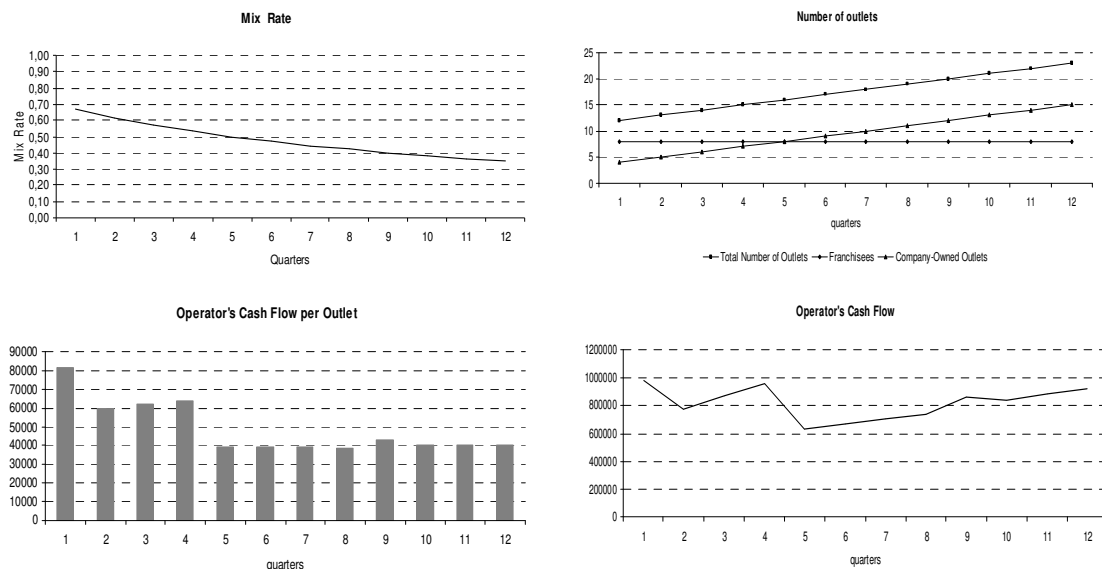 Mix Rate
1,00
0,90
0,80
0,70
0,60
0,50
0,40
0,30
0,20
0,10
0,00
Mix Rate
1 2 3 4 5 6 7 8 9 10 11 12
Quarters
Number of outlets
25
20
15
10
5
0
1 2 3 4 5 6 7 8 9 10 11 12
quarters
Total Number of Outlets Franchisees Company-Owned Outlets
Operator's Cash Flow per Outlet
90000
80000
70000
60000
50000
40000
30000
20000
10000
0
1 2 3 4 5 6 7 8 9 10 11 12
quarters
Operator's Cash Flow
1200000
1000000
800000
600000
400000
200000
0
1 2 3 4 5 6 7 8 9 10 11 12
quarters